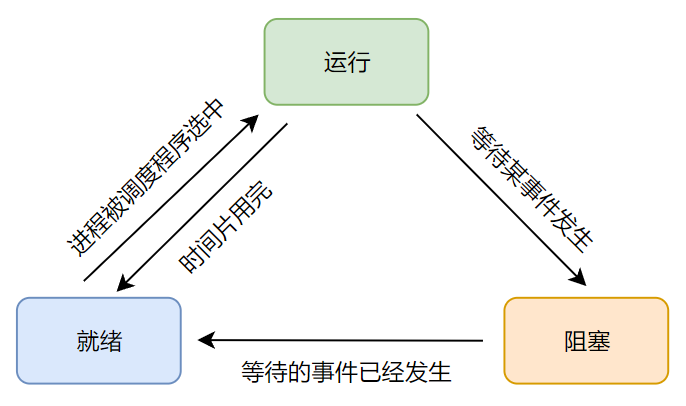 运行
进程被调度程序选中
时间片用完
等待某事件发生
就绪
阻塞
等待的事件已经发生